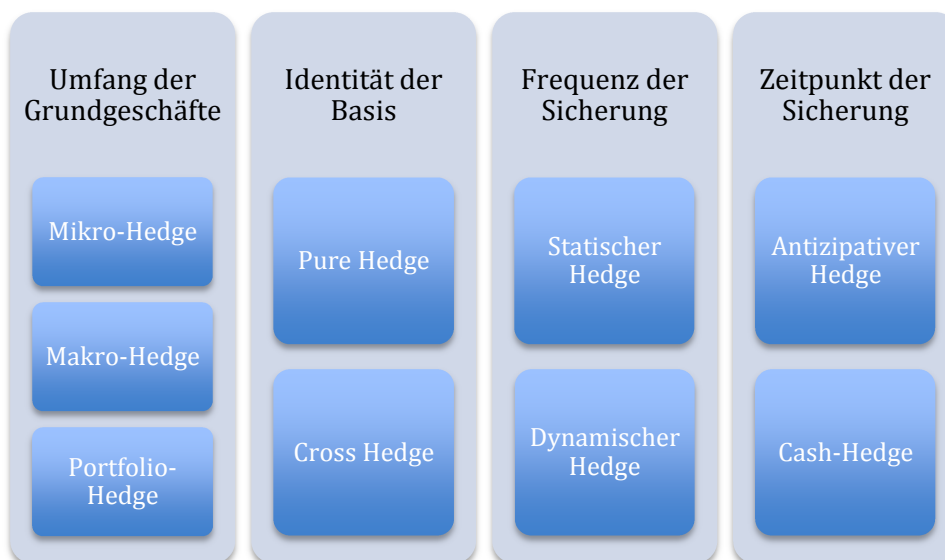 Umfang der
Grundgeschäfte
Mikro-Hedge
Makro-Hedge
Portfolio-
Hedge
Identität der
Basis
Pure Hedge
Cross Hedge
Frequenz der
Sicherung
Statischer
Hedge
Dynamischer
Hedge
Zeitpunkt der
Sicherung
Antizipativer
Hedge
Cash-Hedge